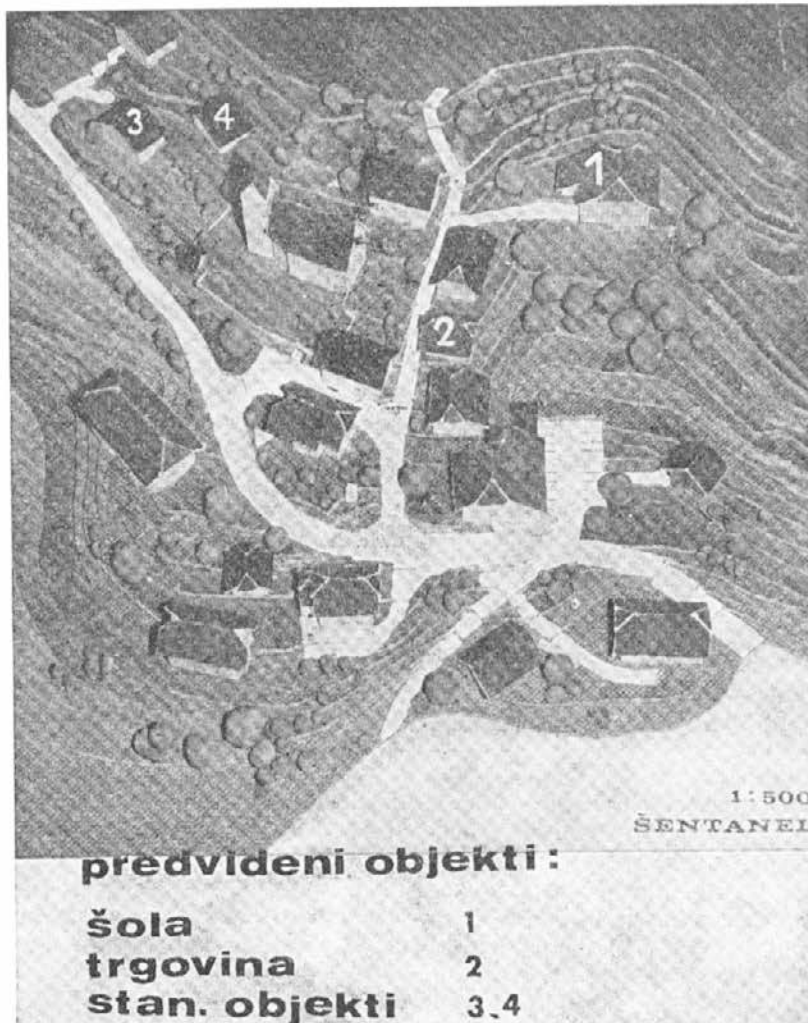 3 4
1
2
1:500
ŠENTANEL
predvideni objekti:
šola 1
trgovina 2
stan. objekti 3,4